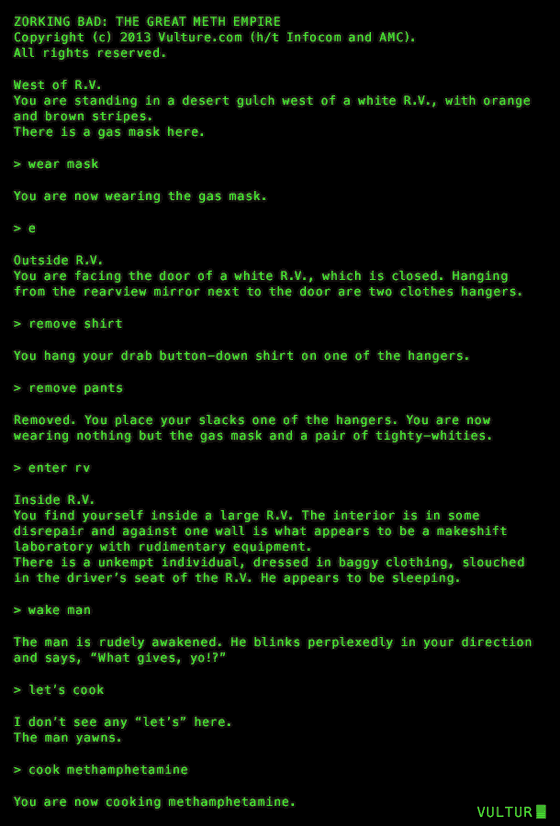 ZORKING BAD: THE GREAT METH EMPIRE
Copyright (c) 2013 Vulture.com (h/t Infocom and AMC).
All rights reserved.
West of R.V.
You are standing in a desert gulch west of a white R.V., with orange
and brown stripes.
There is a gas mask here.
> wear mask
You are now wearing the gas mask.
> e
Outside R.V.
You are facing the door of a white R.V., which is closed. Hanging
from the rearview mirror next to the door are two clothes hangers.
> remove shirt
You hang your drab button–down shirt on one of the hangers.
> remove pants
Removed. You place your slacks one of the hangers. You are now
wearing nothing but the gas mask and a pair of tighty–whities.
> enter rv
Inside R.V.
You find yourself inside a large R.V. The interior is in some
disrepair and against one wall is what appears to be a makeshift
laboratory with rudimentary equipment.
There is a unkempt individual, dressed in baggy clothing, slouched
in the driver’s seat of the R.V. He appears to be sleeping.
> wake man
The man is rudely awakened. He blinks perplexedly in your direction
and says, “What gives, yo!?”
> let’s cook
I don’t see any “let’s” here.
The man yawns.
> cook methamphetamine
You are now cooking methamphetamine.
VULTUR